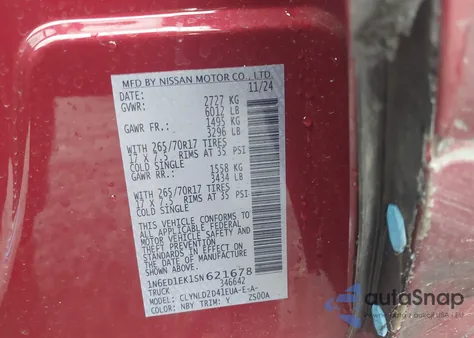 MFD BY NISSAN MOTOR CO., LTD.
DATE: 11/24
GVWR: 2727 KG
6012 LB
GAWR FR.: 1495 KG
3296 LB
WITH 265/70R17 TIRES
17 X 7.5 RIMS AT 35 PSI
COLD SINGLE
GAWR RR.: 1558 KG
3434 LB
WITH 265/70R17 TIRES
17 X 7.5 RIMS AT 35 PSI
COLD SINGLE
THIS VEHICLE CONFORMS TO
ALL APPLICABLE FEDERAL
MOTOR VEHICLE SAFETY AND
THEFT PREVENTION
STANDARDS IN EFFECT ON
THE DATE OF MANUFACTURE
1N6ED1EK1SN621678
TRUCK 346642
MODEL: CLYNLD2D41EUA-E-A-
COLOR: NBY TRIM: Y ZS00A
autoSnap